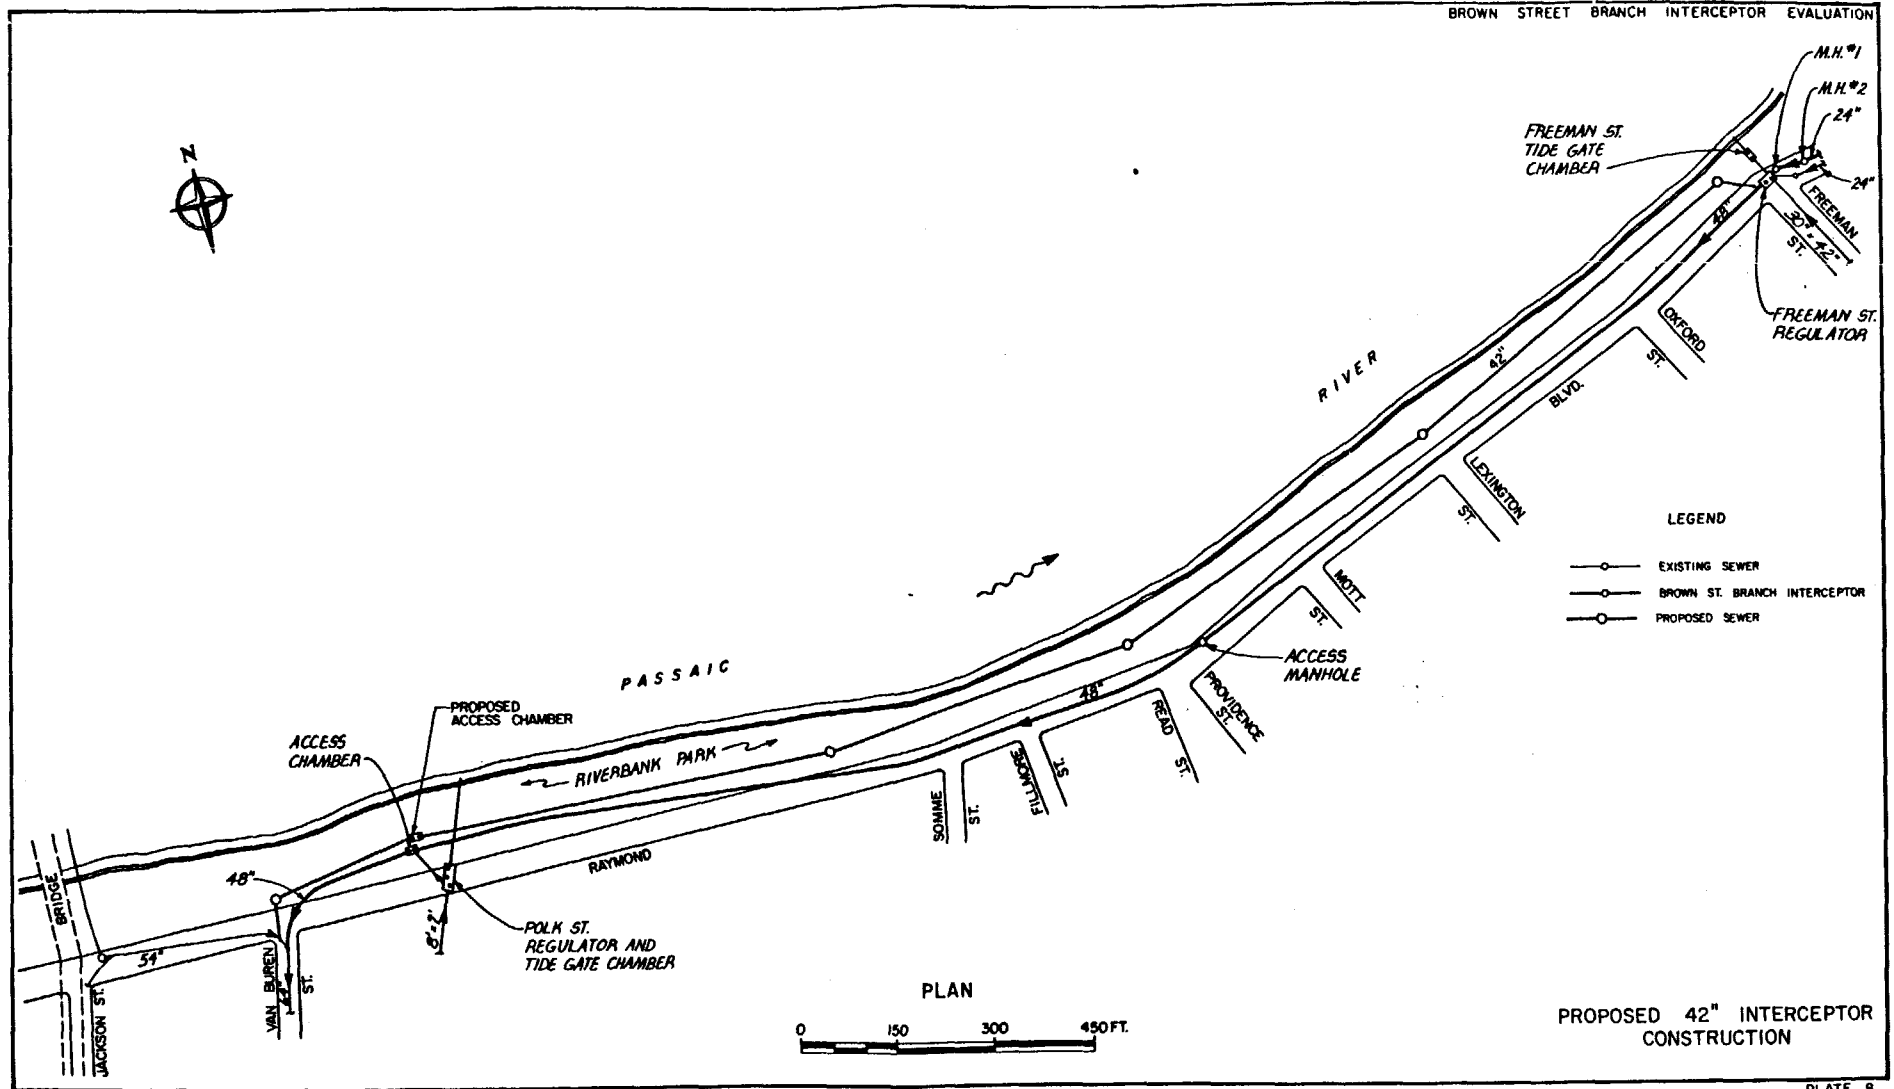 BROWN STREET BRANCH INTERCEPTOR EVALUATION
M.H. #1
M.H. #2
24"
FREEMAN ST.
TIDE GATE
CHAMBER
24"
N
FREEMAN
ST.
48"
30" - 42"
FREEMAN ST.
REGULATOR
OXFORD
ST.
RIVER
42"
BLVD.
LEXINGTON
ST.
LEGEND
EXISTING SEWER
BROWN ST. BRANCH INTERCEPTOR
PROPOSED SEWER
MOTT
ST.
ACCESS
MANHOLE
PASSAIC
PROVIDENCE
ST.
48"
READ
ST.
PROPOSED
ACCESS CHAMBER
ACCESS
CHAMBER
RIVERBANK PARK
FILLMORE
ST.
SOMME
ST.
RAYMOND
48"
BRIDGE
POLK ST.
REGULATOR AND
TIDE GATE CHAMBER
54"
VAN BUREN
ST.
JACKSON ST.
PLAN
0 150 300 450 FT.
PROPOSED 42" INTERCEPTOR
CONSTRUCTION
PLATE 8